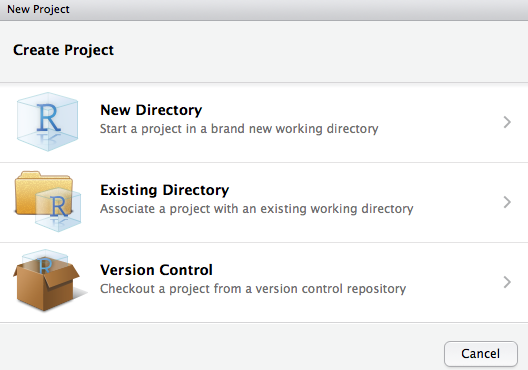 New Project
Create Project
R
New Directory
Start a project in a brand new working directory
R
Existing Directory
Associate a project with an existing working directory
R
Version Control
Checkout a project from a version control repository
Cancel